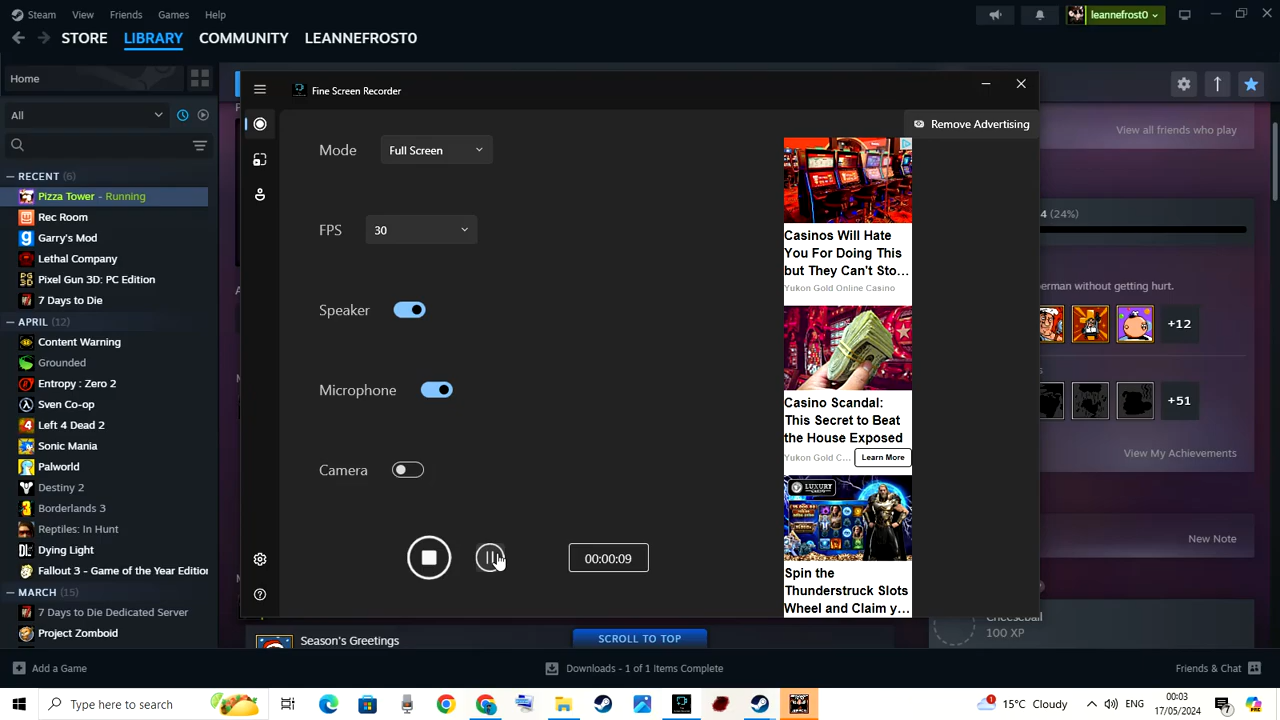 Steam View Friends Games Help
leannefrost0
STORE LIBRARY COMMUNITY LEANNEFROST0
Home
All
RECENT (6)
Pizza Tower - Running
Rec Room
Garry's Mod
Lethal Company
Pixel Gun 3D: PC Edition
7 Days to Die
APRIL (12)
Content Warning
Grounded
Entropy : Zero 2
Sven Co-op
Left 4 Dead 2
Sonic Mania
Palworld
Destiny 2
Borderlands 3
Reptiles: In Hunt
Dying Light
Fallout 3 - Game of the Year Edition
MARCH (15)
7 Days to Die Dedicated Server
Project Zomboid
Fine Screen Recorder
Remove Advertising
Mode Full Screen
FPS 30
Speaker
Microphone
Camera
00:00:09
Casinos Will Hate
You For Doing This
but They Can't Sto...
Yukon Gold Online Casino
Casino Scandal:
This Secret to Beat
the House Exposed
Yukon Gold C... Learn More
LUXURY
Spin the
Thunderstruck Slots
Wheel and Claim y...
View all friends who play
4 (24%)
erman without getting hurt.
+12
+51
View My Achievements
New Note
Cheeseball
100 XP
Season's Greetings
SCROLL TO TOP
Add a Game
Downloads - 1 of 1 Items Complete
Friends & Chat
Type here to search
1
15°C Cloudy
ENG
00:03
17/05/2024